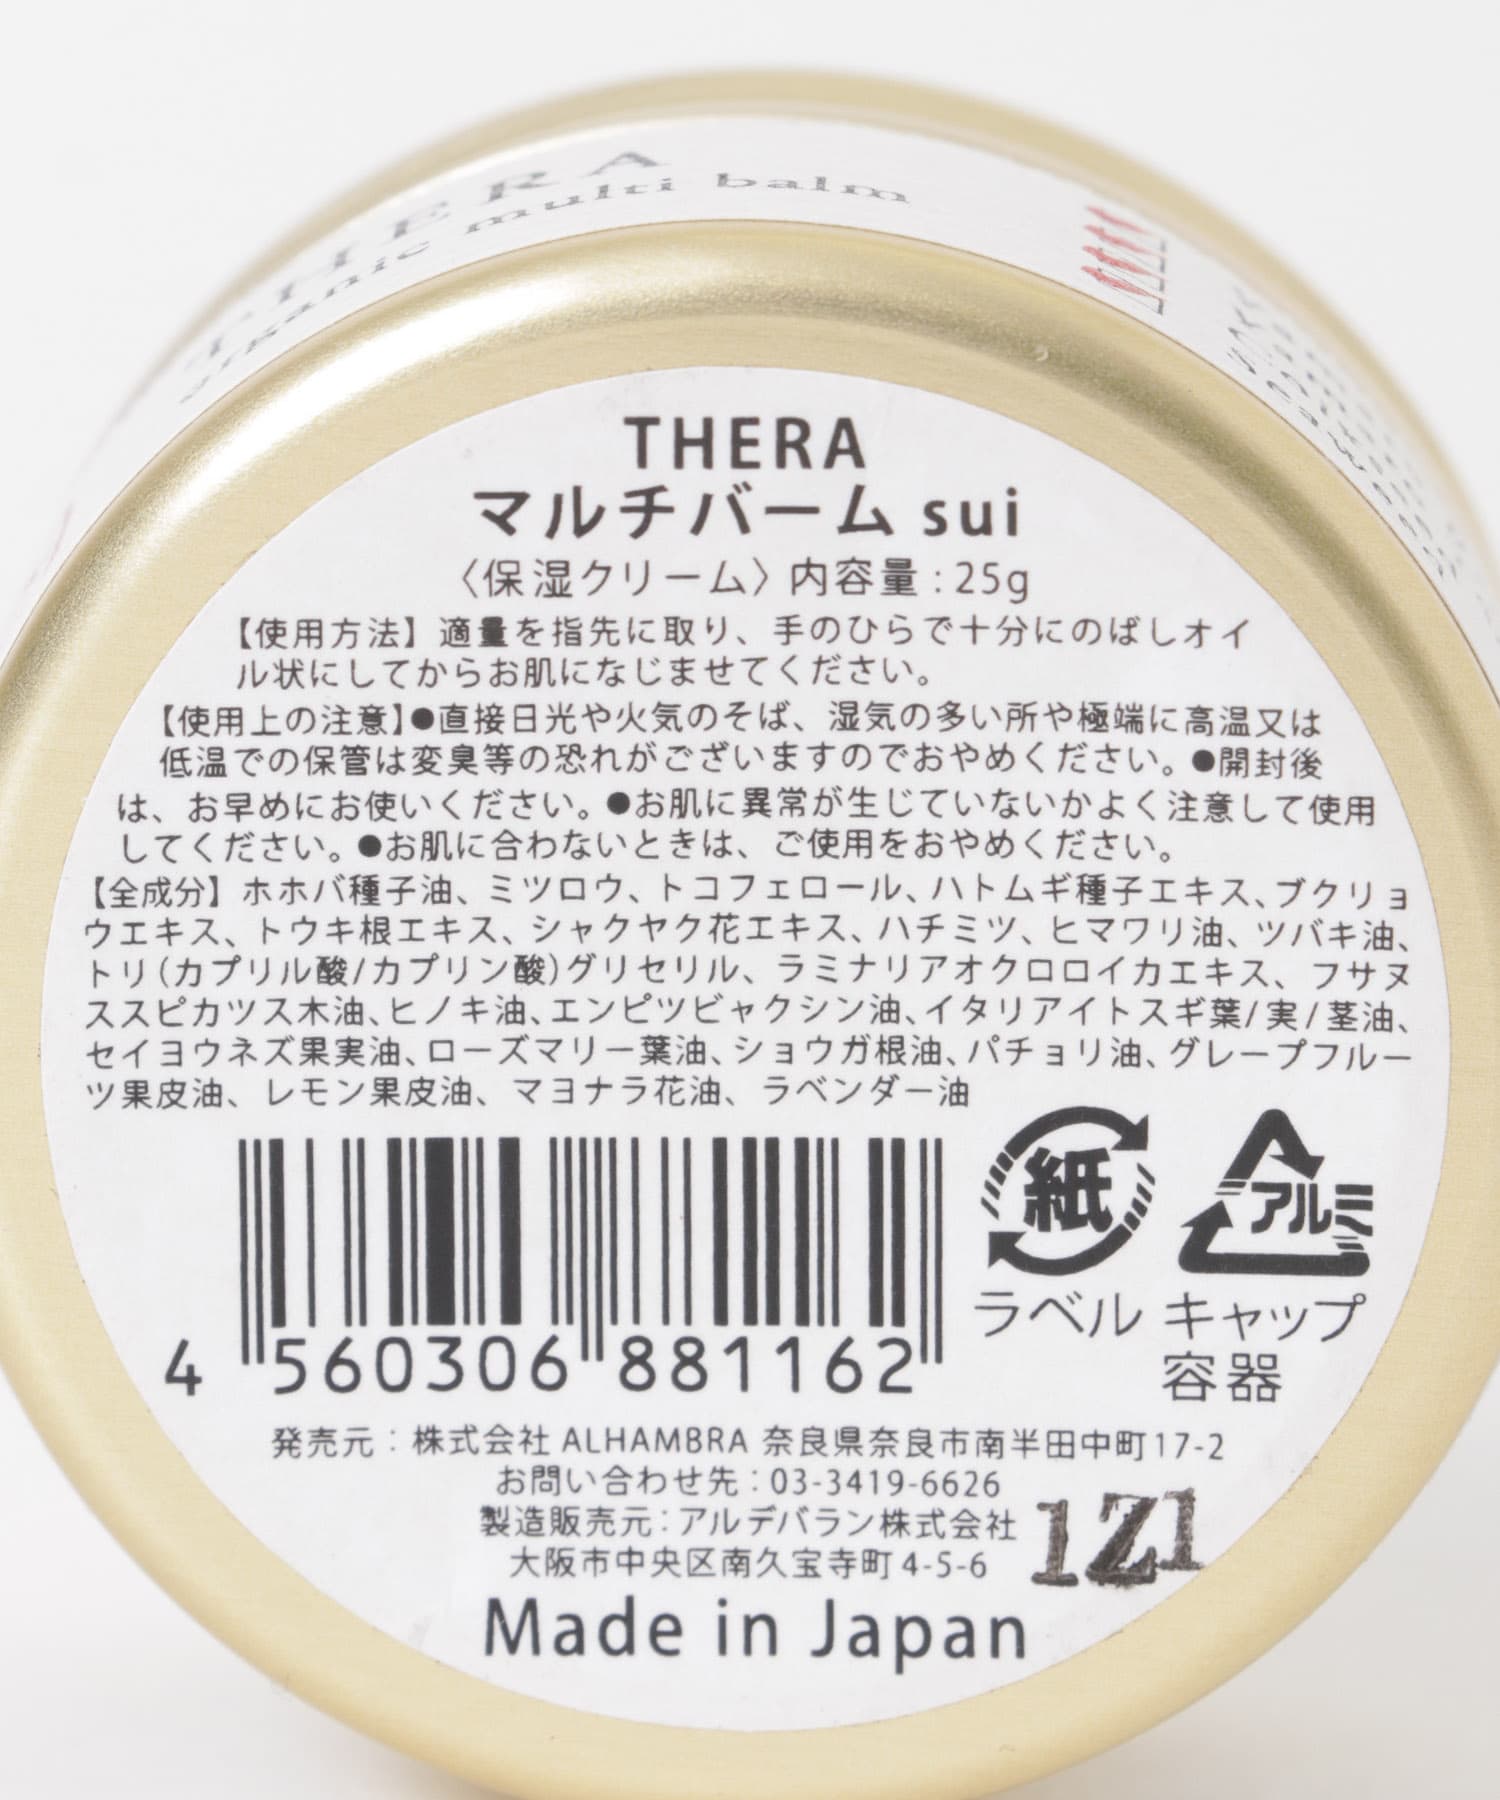 THERA
organic multi balm
THERA
マルチバーム sui
〈保湿クリーム〉内容量：25g
【使用方法】適量を指先に取り、手のひらで十分にのばしオイ
ル状にしてからお肌になじませてください。
【使用上の注意】●直接日光や火気のそば、湿気の多い所や極端に高温又は
低温での保管は変臭等の恐れがございますのでおやめください。●開封後
は、お早めにお使いください。●お肌に異常が生じていないかよく注意して使用
してください。●お肌に合わないときは、ご使用をおやめください。
【全成分】ホホバ種子油、ミツロウ、トコフェロール、ハトムギ種子エキス、ブクリョ
ウエキス、トウキ根エキス、シャクヤク花エキス、ハチミツ、ヒマワリ油、ツバキ油、
トリ(カプリル酸/カプリン酸)グリセリル、ラミナリアオクロロイカエキス、フサヌ
ススピカツス木油、ヒノキ油、エンピツビャクシン油、イタリアイトスギ葉/実/茎油、
セイヨウネズ果実油、ローズマリー葉油、ショウガ根油、パチョリ油、グレープフルー
ツ果皮油、レモン果皮油、マヨナラ花油、ラベンダー油
紙
アルミ
ラベル キャップ
容器
4 560306 881162
発売元：株式会社 ALHAMBRA 奈良県奈良市南半田中町17-2
お問い合わせ先：03-3419-6626
製造販売元：アルデバラン株式会社
大阪市中央区南久宝寺町 4-5-6
1Z1
Made in Japan